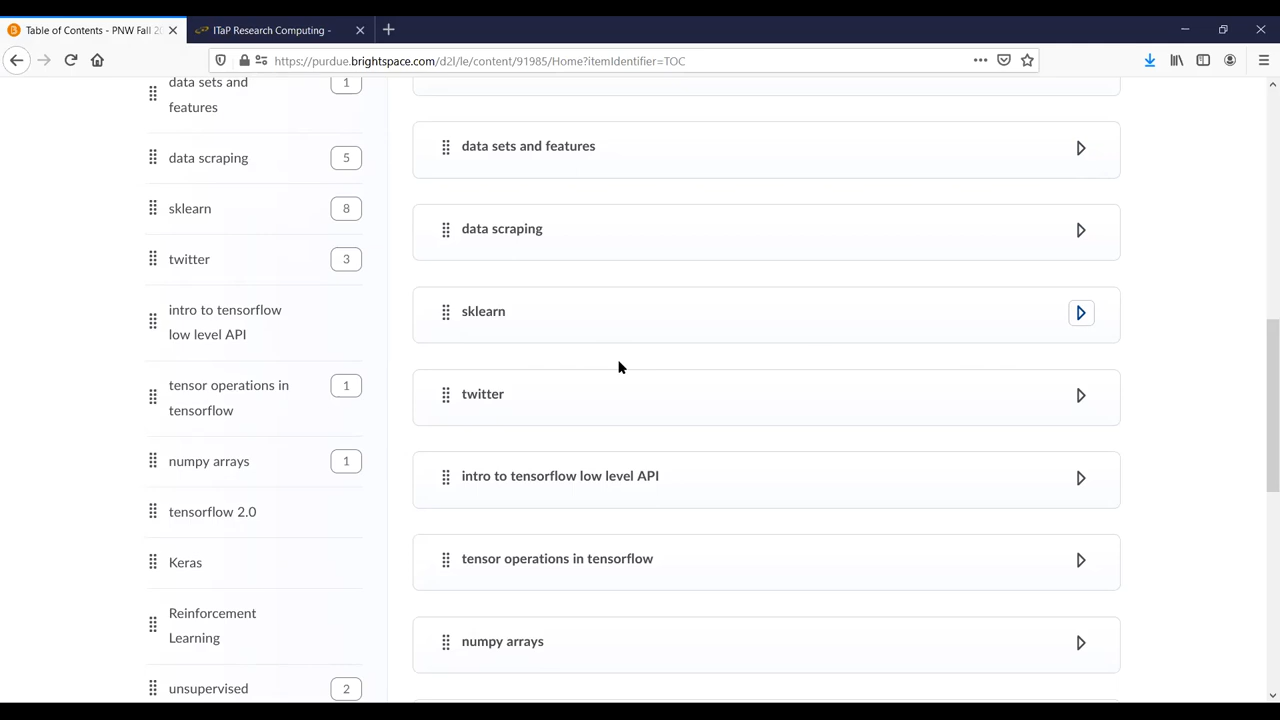 Table of Contents - PNW Fall 20
ITaP Research Computing -
https://purdue.brightspace.com/d2l/le/content/91985/Home?itemIdentifier=TOC
data sets and
features
1
data scraping
5
sklearn
8
twitter
3
intro to tensorflow
low level API
tensor operations in
tensorflow
1
numpy arrays
1
tensorflow 2.0
Keras
Reinforcement
Learning
unsupervised
2
data sets and features
data scraping
sklearn
twitter
intro to tensorflow low level API
tensor operations in tensorflow
numpy arrays